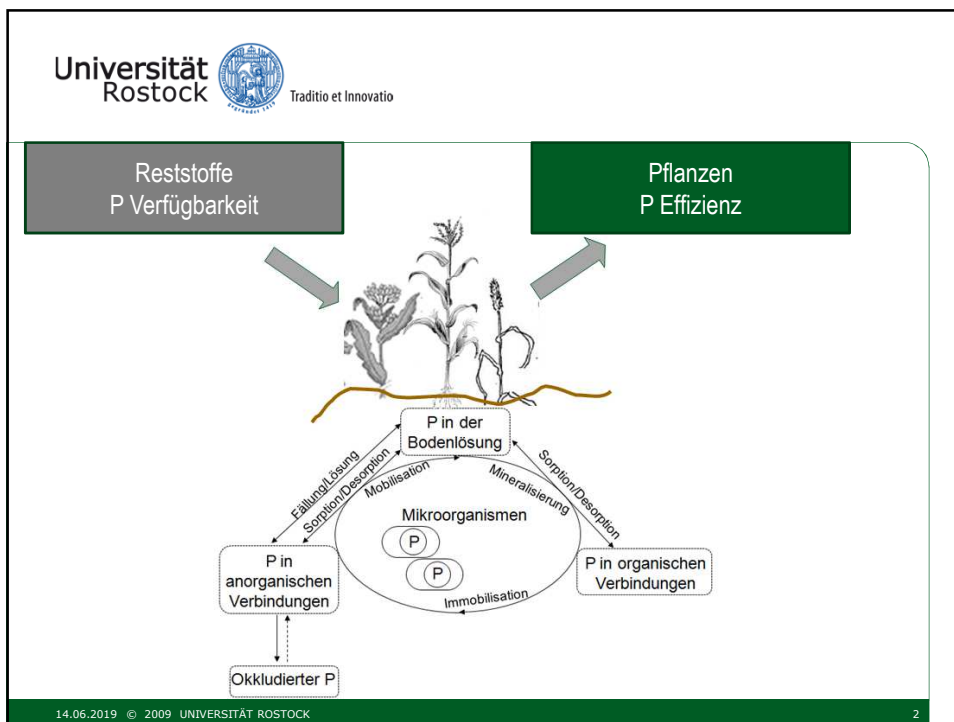 Universität
Rostock
Traditio et Innovatio
Reststoffe
P Verfügbarkeit
Pflanzen
P Effizienz
P in der
Bodenlösung
Fällung/Lösung
Sorption/Desorption
Mobilisation
Mineralisierung
Sorption/Desorption
Mikroorganismen
P
P
P in
anorganischen
Verbindungen
P in organischen
Verbindungen
Immobilisation
Okkludierter P
14.06.2019 © 2009 UNIVERSITÄT ROSTOCK
2